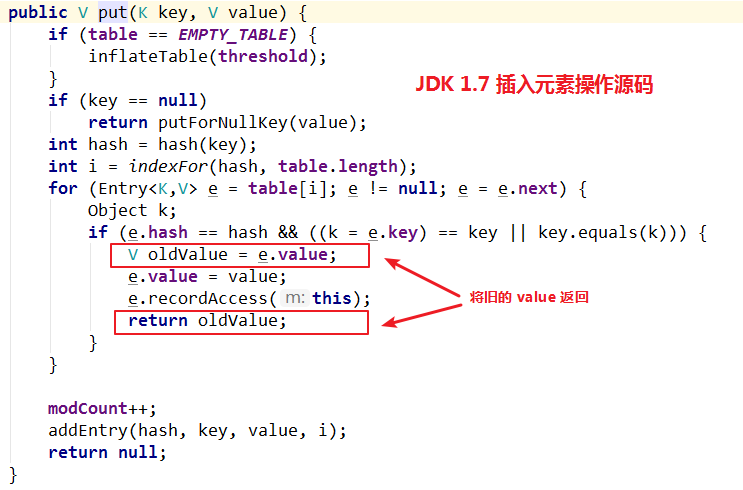 public V put(K key, V value) {
if (table == EMPTY_TABLE) {
inflateTable(threshold);
}
JDK 1.7 插入元素操作源码
if (key == null)
return putForNullKey(value);
int hash = hash(key);
int i = indexFor(hash, table.length);
for (Entry<K,V> e = table[i]; e != null; e = e.next) {
Object k;
if (e.hash == hash && ((k = e.key) == key || key.equals(k))) {
V oldValue = e.value;
e.value = value;
将旧的 value 返回
e.recordAccess( m: this);
return oldValue;
}
}
modCount++;
addEntry(hash, key, value, i);
return null;
}